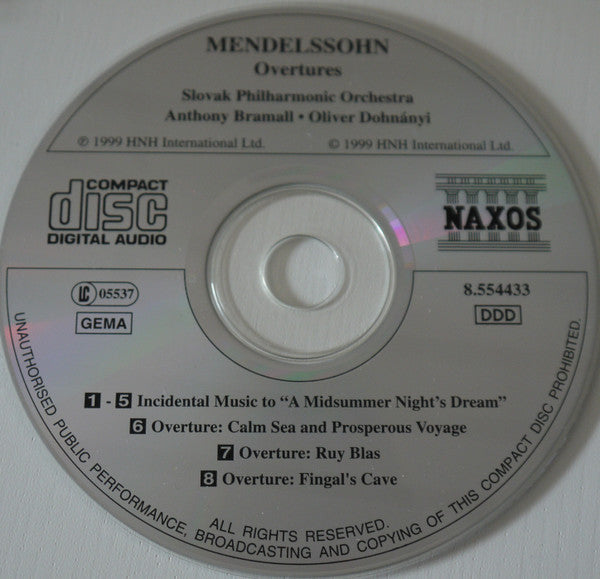 MENDELSSOHN
Overtures
Slovak Philharmonic Orchestra
Anthony Bramall • Oliver Dohnányi
℗ 1999 HNH International Ltd. © 1999 HNH International Ltd.
COMPACT
disc
DIGITAL AUDIO
NAXOS
LC 05537
GEMA
8.554433
DDD
1 - 5 Incidental Music to “A Midsummer Night's Dream”
6 Overture: Calm Sea and Prosperous Voyage
7 Overture: Ruy Blas
8 Overture: Fingal's Cave
ALL RIGHTS RESERVED.
UNAUTHORISED PUBLIC PERFORMANCE, BROADCASTING AND COPYING OF THIS COMPACT DISC PROHIBITED.